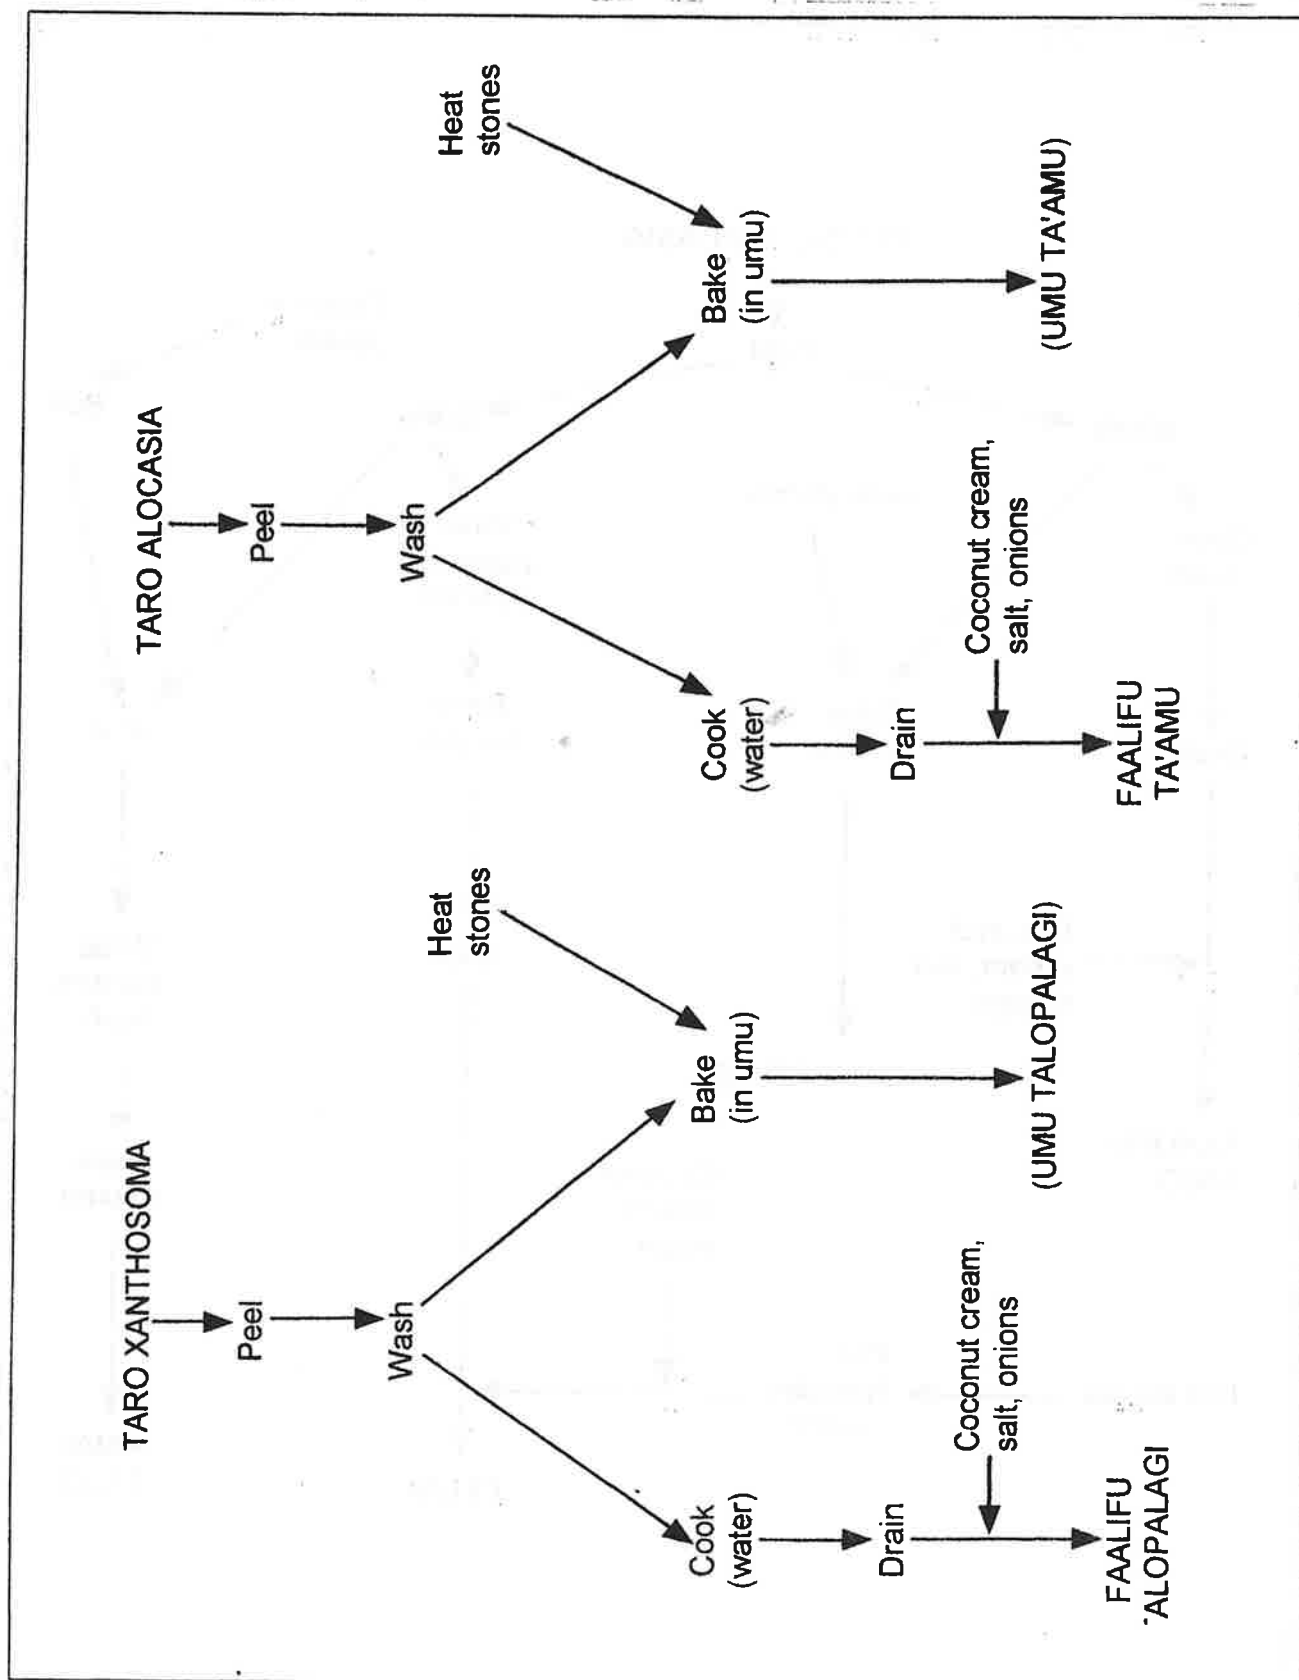 TARO XANTHOSOMA
Peel
Wash
Cook
(water)
Drain
Coconut cream,
salt, onions
FAALIFU
ALOPALAGI
Heat
stones
Bake
(in umu)
(UMU TALOPALAGI)
TARO ALOCASIA
Peel
Wash
Cook
(water)
Drain
Coconut cream,
salt, onions
FAALIFU
TA'AMU
Heat
stones
Bake
(in umu)
(UMU TA'AMU)